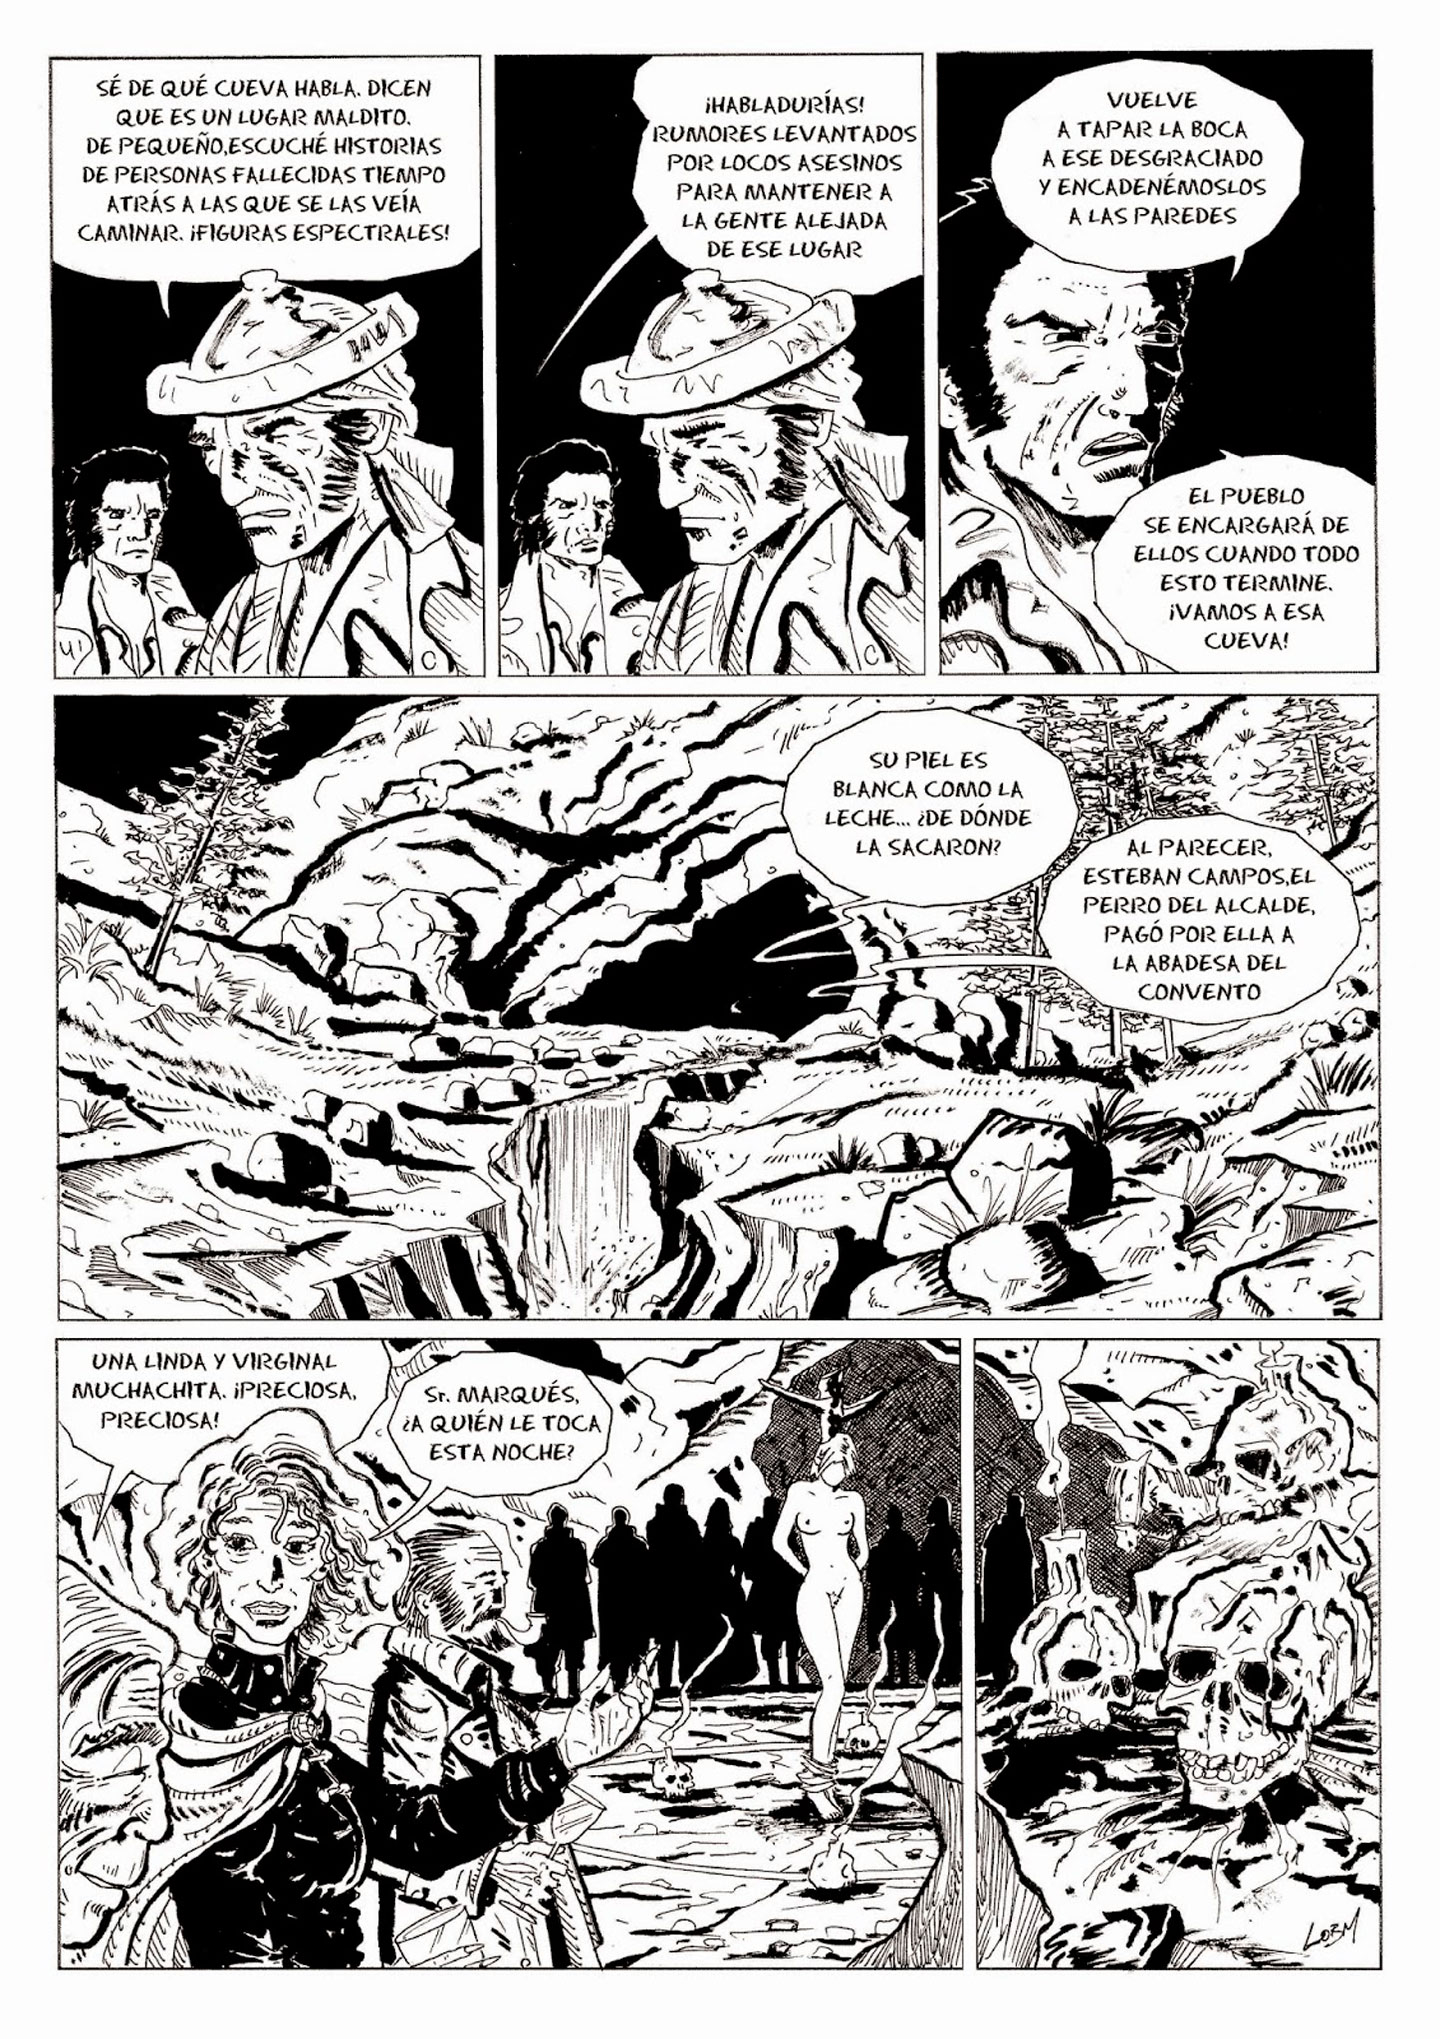 SÉ DE QUÉ CUEVA HABLA. DICEN
QUE ES UN LUGAR MALDITO.
DE PEQUEÑO,ESCUCHÉ HISTORIAS
DE PERSONAS FALLECIDAS TIEMPO
ATRÁS A LAS QUE SE LAS VEÍA
CAMINAR. ¡FIGURAS ESPECTRALES!
¡HABLADURÍAS!
RUMORES LEVANTADOS
POR LOCOS ASESINOS
PARA MANTENER A
LA GENTE ALEJADA
DE ESE LUGAR
VUELVE
A TAPAR LA BOCA
A ESE DESGRACIADO
Y ENCADENÉMOSLOS
A LAS PAREDES
EL PUEBLO
SE ENCARGARÁ DE
ELLOS CUANDO TODO
ESTO TERMINE.
¡VAMOS A ESA
CUEVA!
SU PIEL ES
BLANCA COMO LA
LECHE... ¿DE DÓNDE
LA SACARON?
AL PARECER,
ESTEBAN CAMPOS,EL
PERRO DEL ALCALDE,
PAGÓ POR ELLA A
LA ABADESA DEL
CONVENTO
UNA LINDA Y VIRGINAL
MUCHACHITA. ¡PRECIOSA,
PRECIOSA!
Sr. MARQUÉS,
¿A QUIÉN LE TOCA
ESTA NOCHE?
LOBM